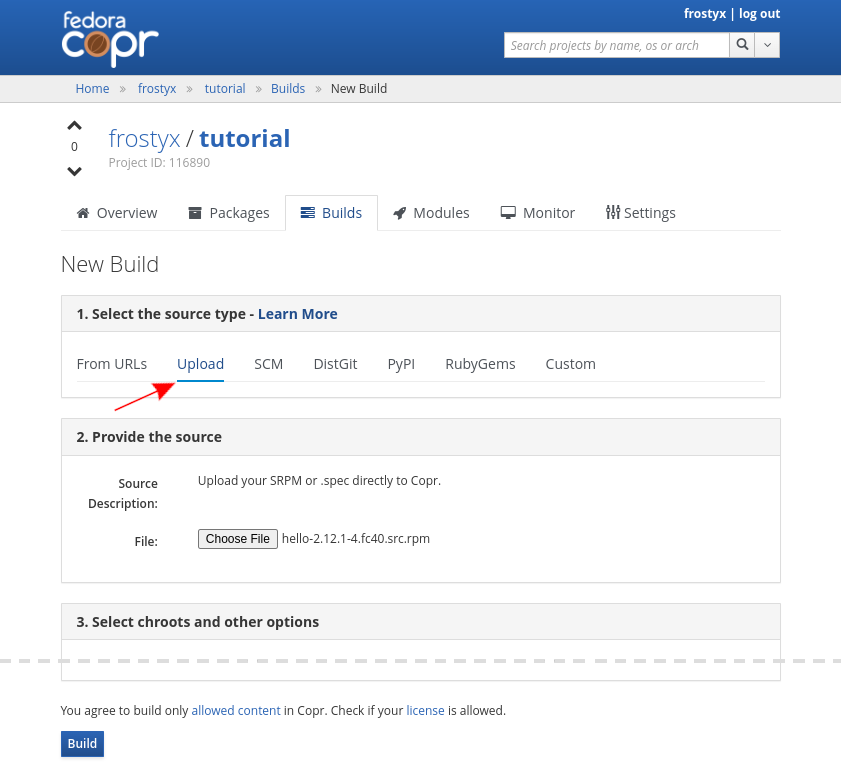 fedora
copr
frostyx | log out
Search projects by name, os or arch
Home » frostyx » tutorial » Builds » New Build
0
frostyx / tutorial
Project ID: 116890
Overview Packages Builds Modules Monitor Settings
New Build
1. Select the source type - Learn More
From URLs Upload SCM DistGit PyPI RubyGems Custom
2. Provide the source
Source
Description:
Upload your SRPM or .spec directly to Copr.
File: Choose File hello-2.12.1-4.fc40.src.rpm
3. Select chroots and other options
You agree to build only allowed content in Copr. Check if your license is allowed.
Build